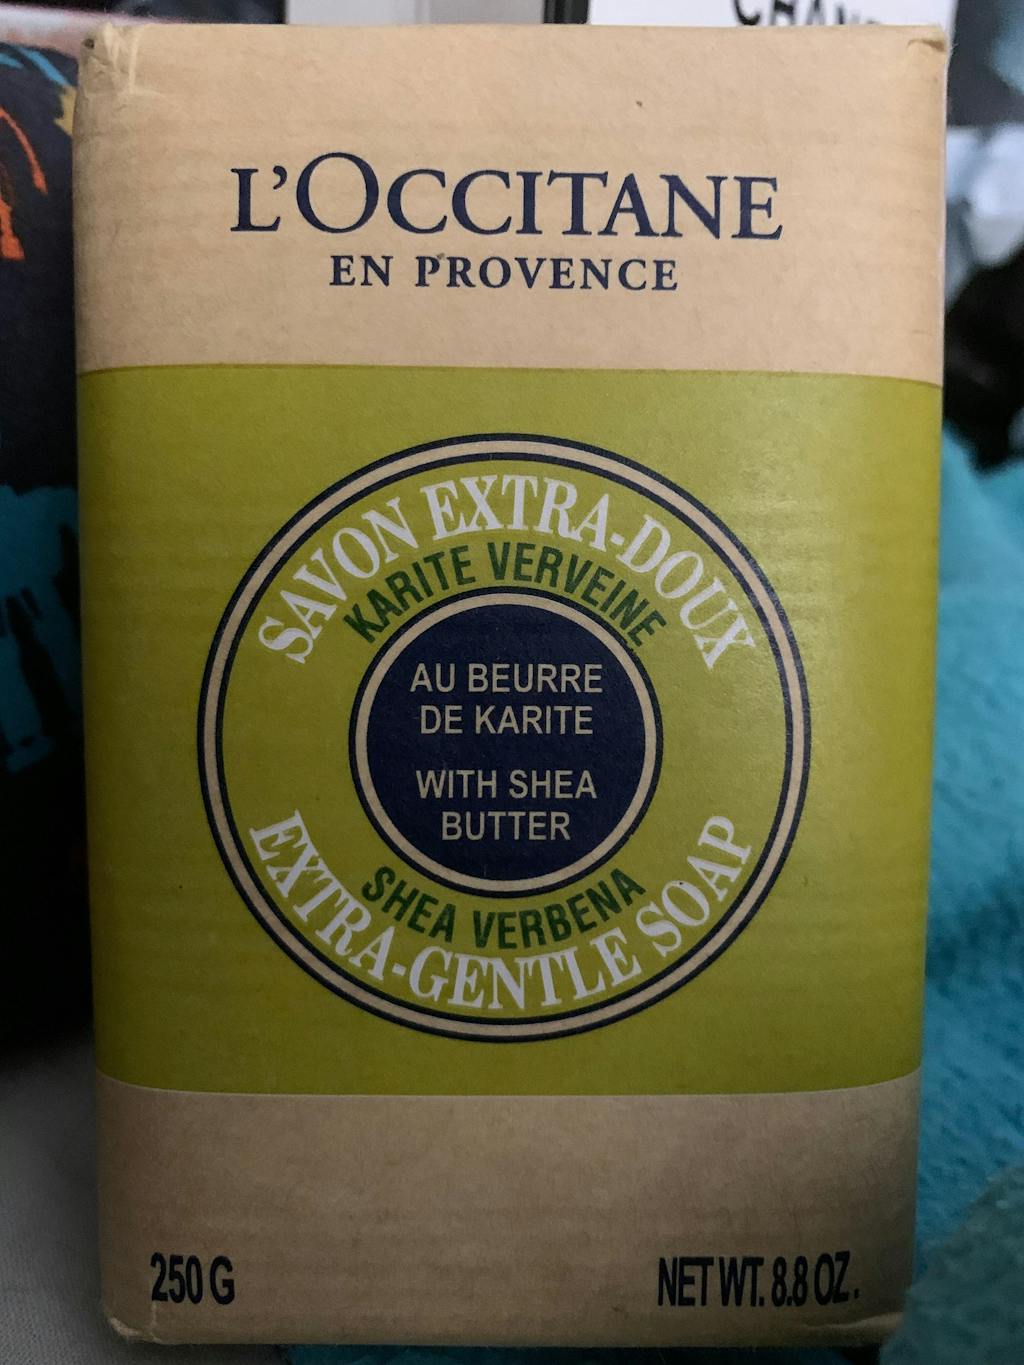 L'OCCITANE
EN PROVENCE
SAVON EXTRA-DOUX
KARITE VERVEINE
AU BEURRE
DE KARITE
WITH SHEA
BUTTER
SHEA VERBENA
EXTRA-GENTLE SOAP
250 G
NET WT. 8.8 OZ.